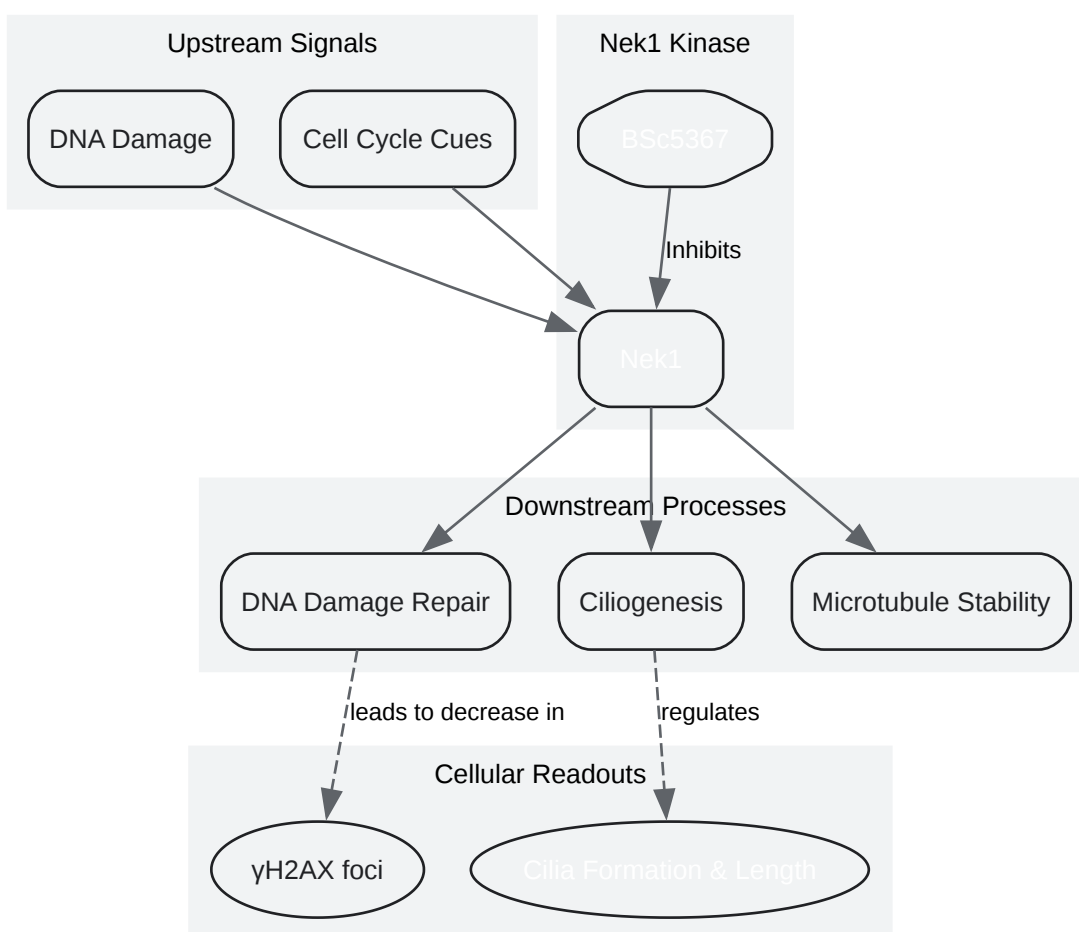 Upstream Signals
Nek1 Kinase
DNA Damage
Cell Cycle Cues
BSc5367
Inhibits
Nek1
Downstream Processes
DNA Damage Repair
Ciliogenesis
Microtubule Stability
leads to decrease in
regulates
Cellular Readouts
γH2AX foci
Cilia Formation & Length